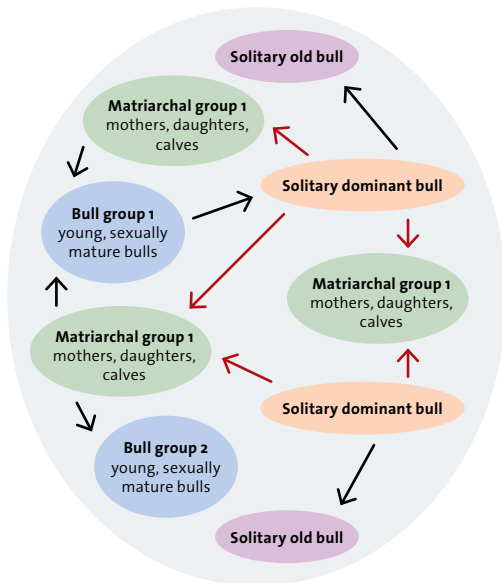 Solitary old bull
Matriarchal group 1
mothers, daughters,
calves
Solitary dominant bull
Bull group 1
young, sexually
mature bulls
Matriarchal group 1
mothers, daughters,
calves
Matriarchal group 1
mothers, daughters,
calves
Solitary dominant bull
Bull group 2
young, sexually
mature bulls
Solitary old bull